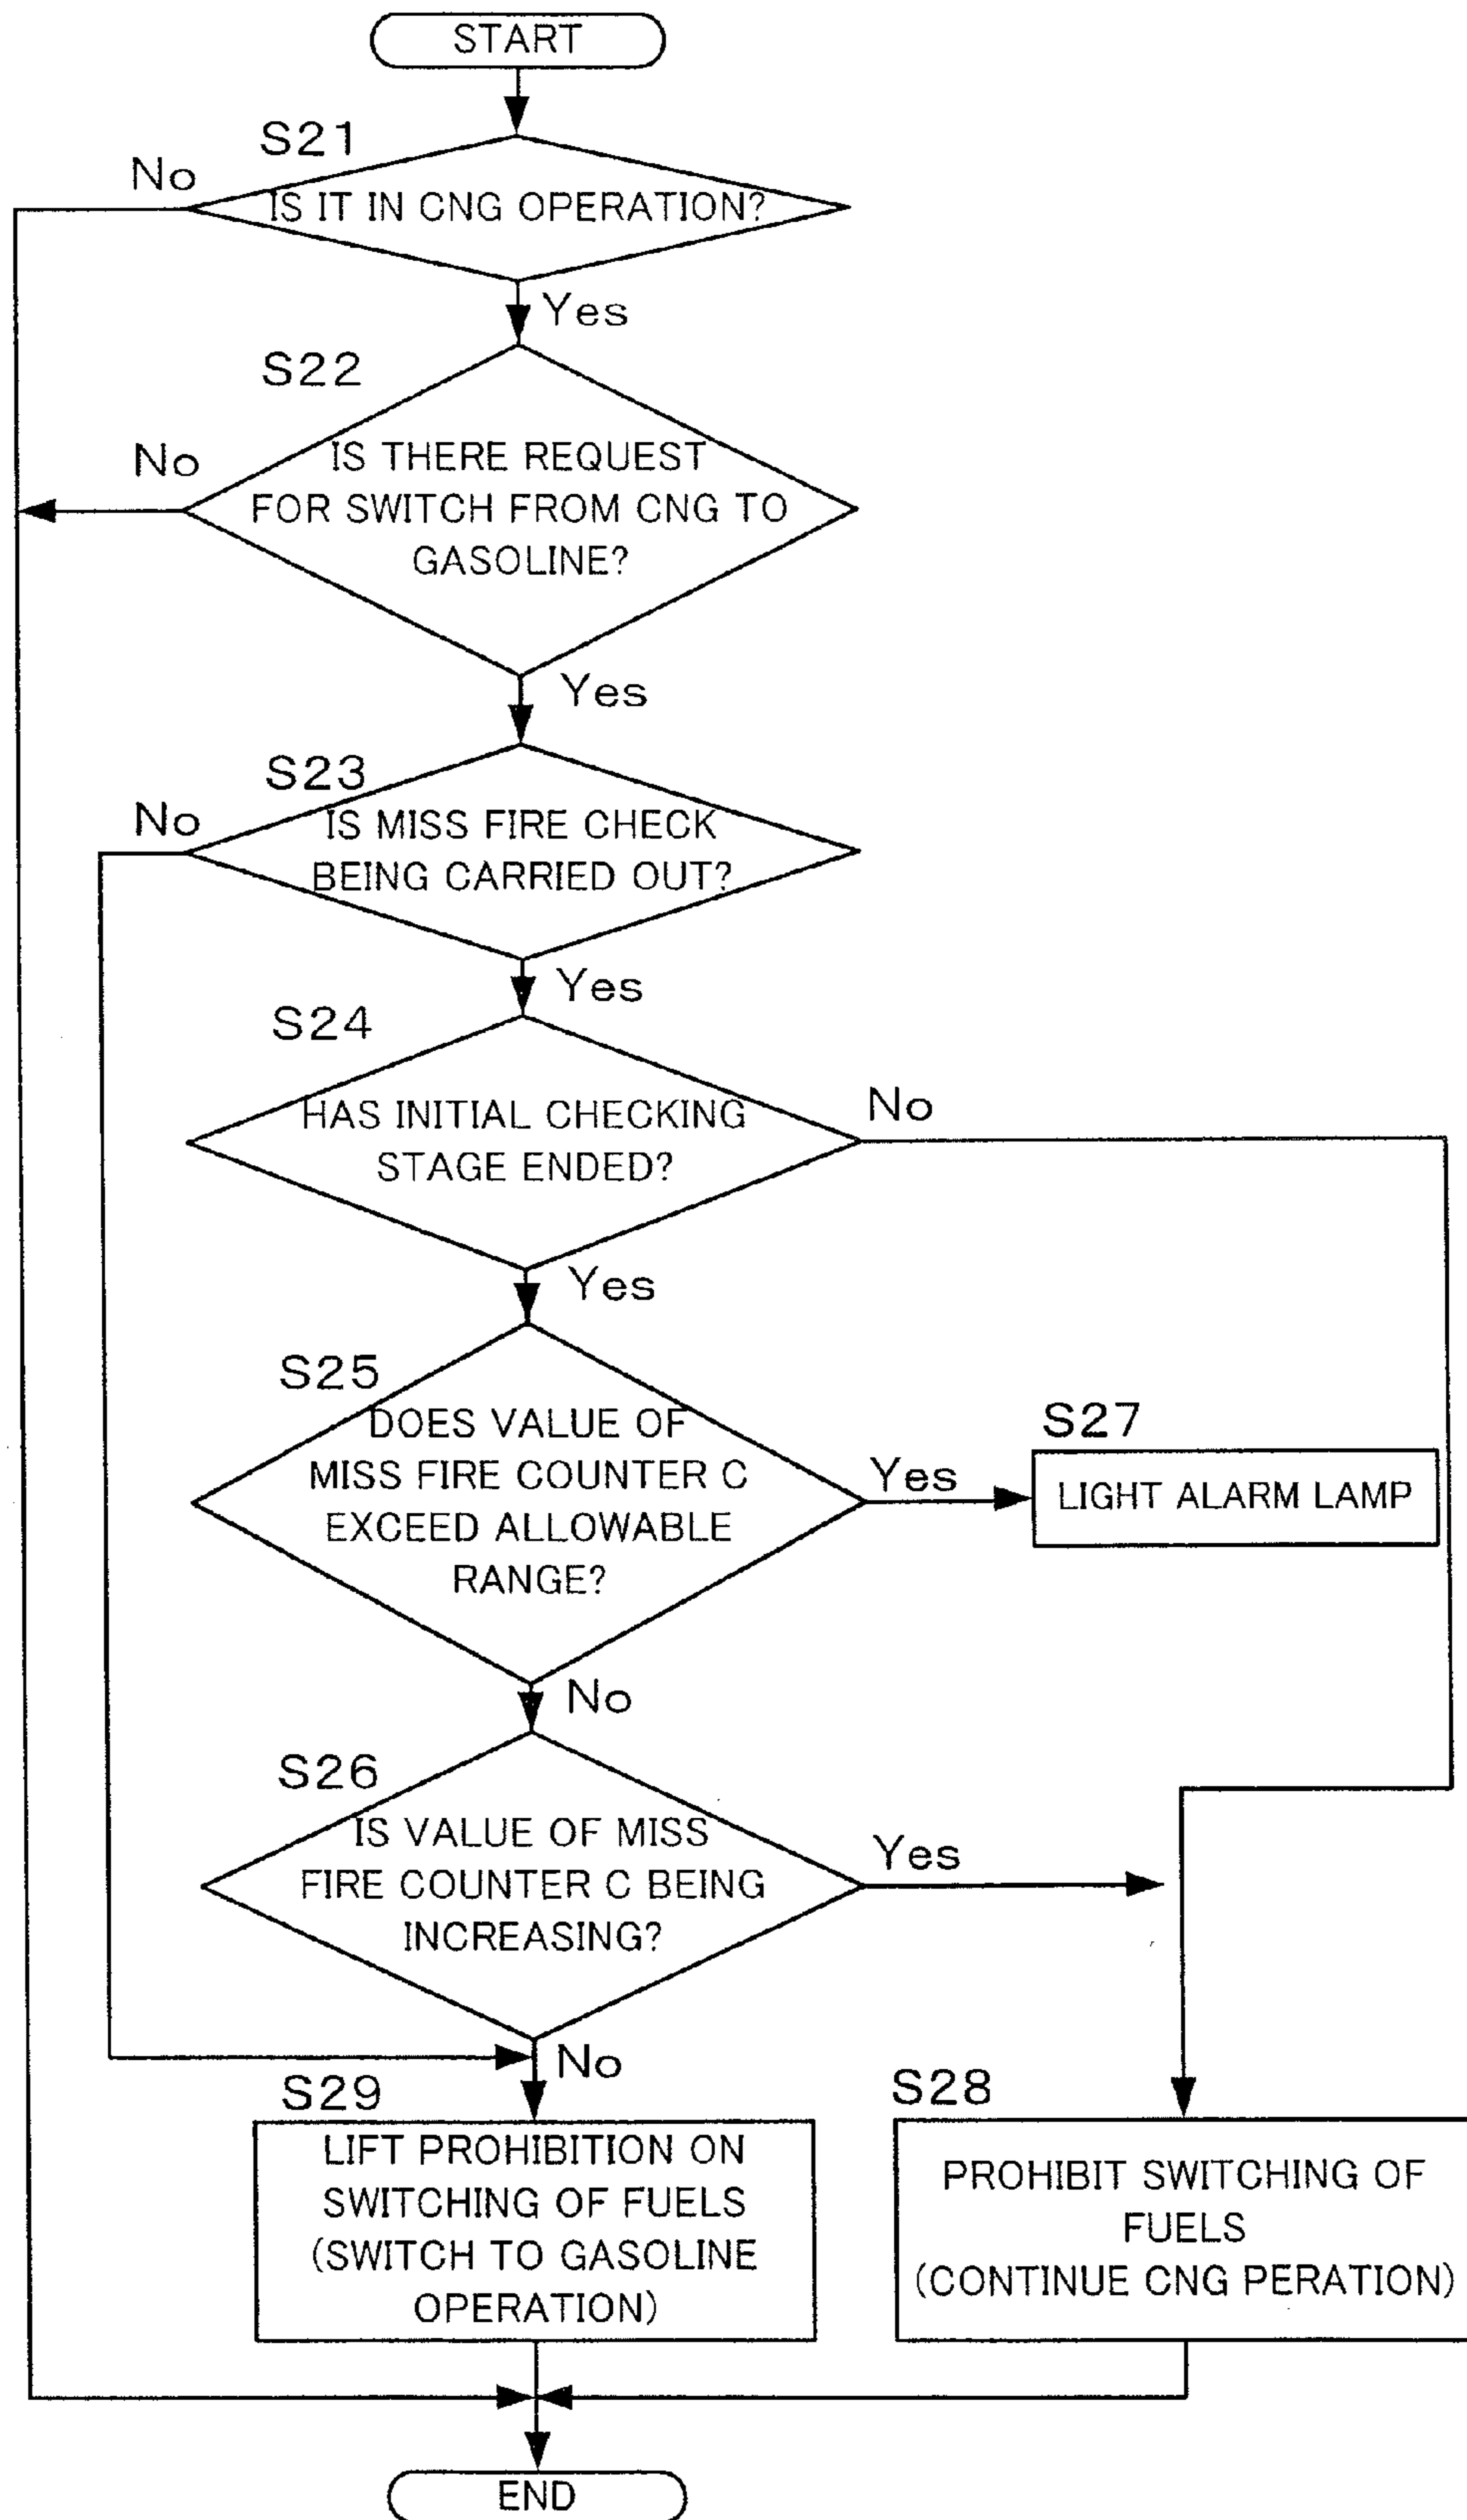 START
S21
No
IS IT IN CNG OPERATION?
Yes
S22
No
IS THERE REQUEST
FOR SWITCH FROM CNG TO
GASOLINE?
Yes
S23
No
IS MISS FIRE CHECK
BEING CARRIED OUT?
Yes
S24
HAS INITIAL CHECKING
STAGE ENDED?
No
Yes
S25
DOES VALUE OF
MISS FIRE COUNTER C
EXCEED ALLOWABLE
RANGE?
Yes
S27
LIGHT ALARM LAMP
No
S26
IS VALUE OF MISS
FIRE COUNTER C BEING
INCREASING?
Yes
No
S29
LIFT PROHIBITION ON
SWITCHING OF FUELS
(SWITCH TO GASOLINE
OPERATION)
S28
PROHIBIT SWITCHING OF
FUELS
(CONTINUE CNG PERATION)
END